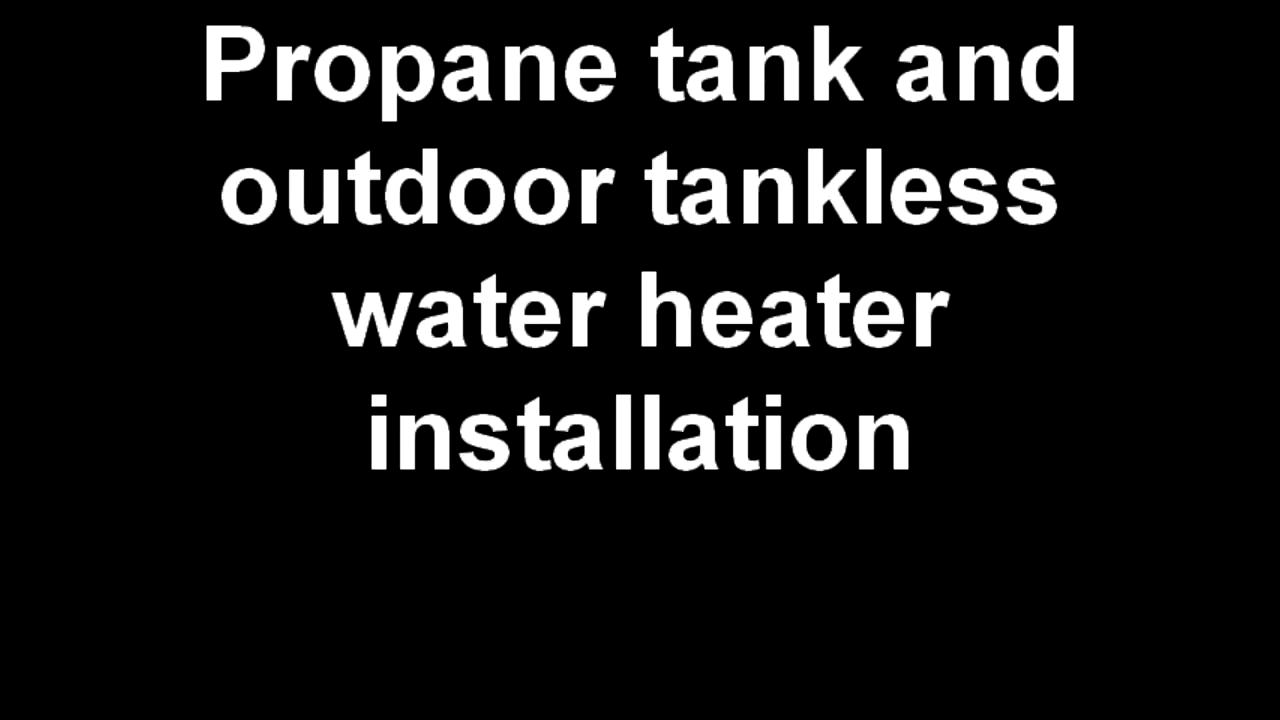 Propane tank and
outdoor tankless
water heater
installation